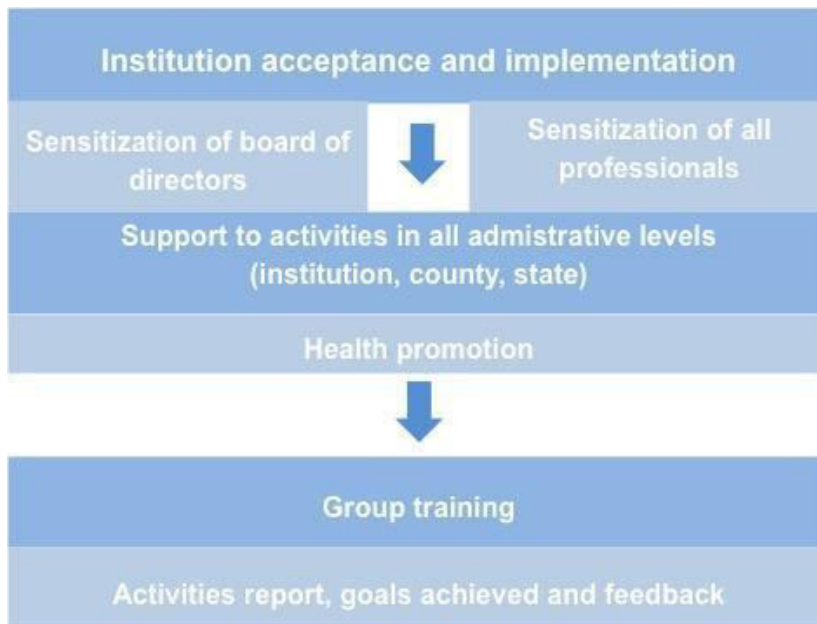 Institution acceptance and implementation
Sensitization of board of
directors
Sensitization of all
professionals
Support to activities in all admistrative levels
(institution, county, state)
Health promotion
Group training
Activities report, goals achieved and feedback